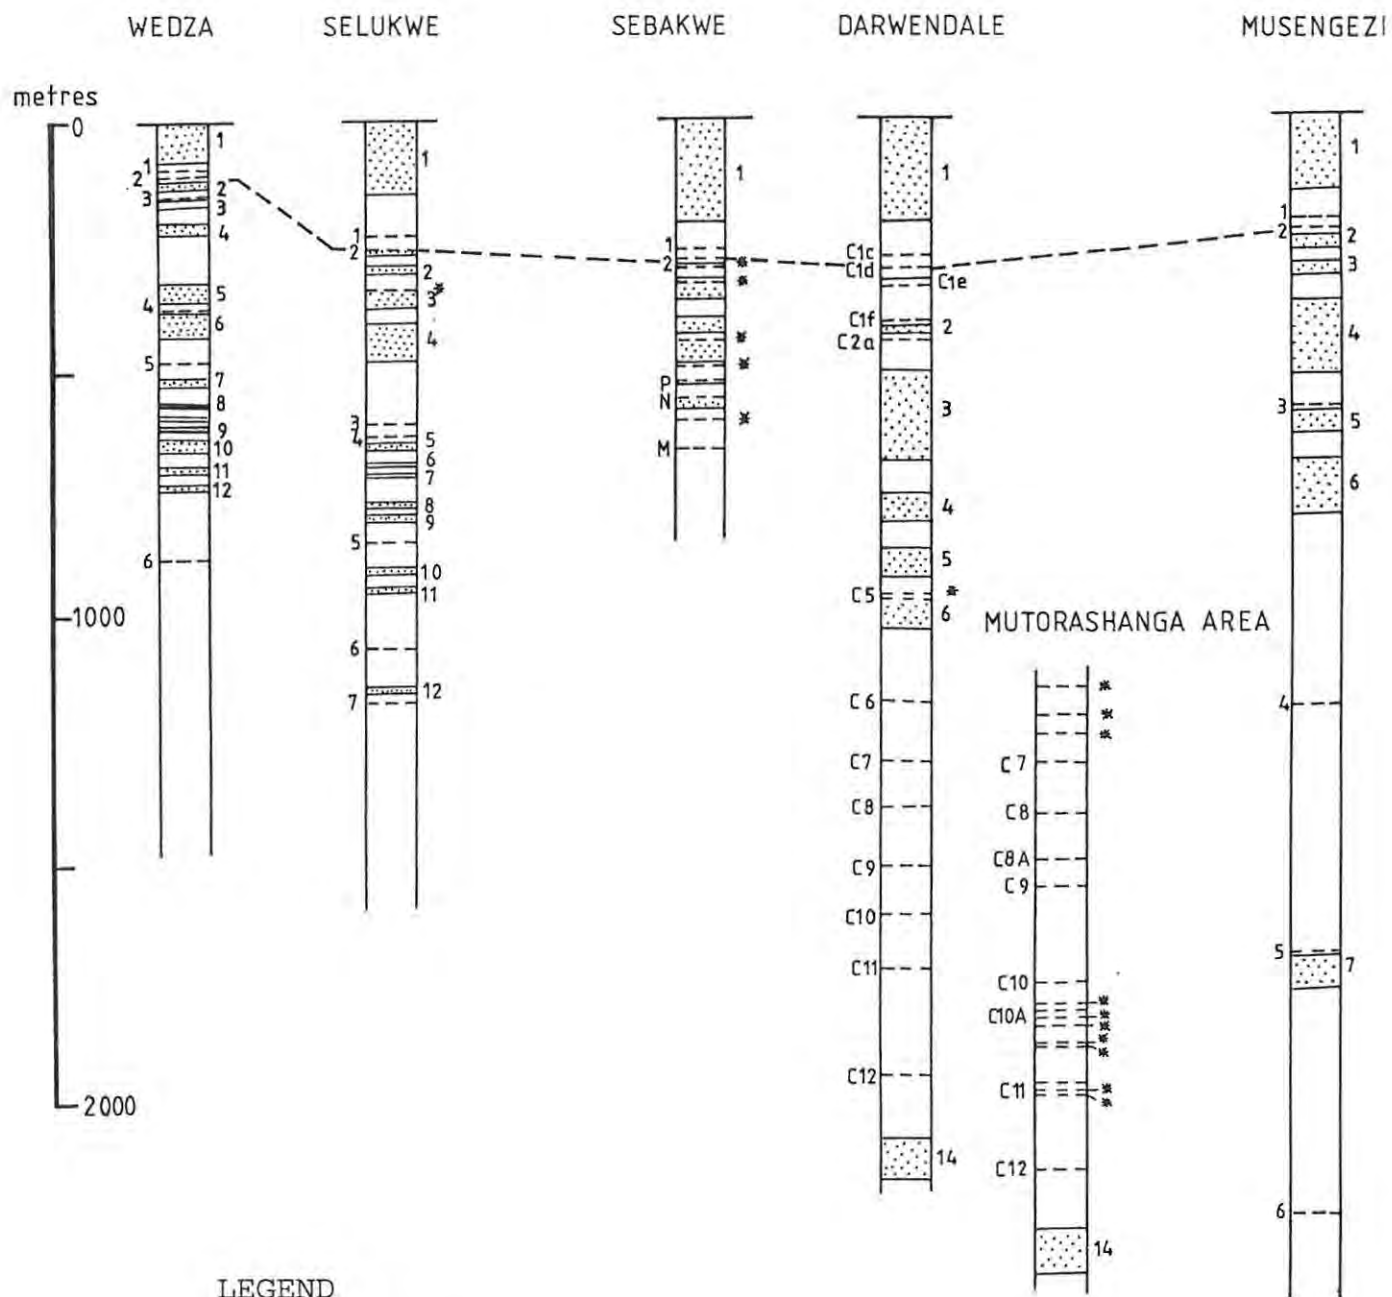 WEDZA SELUKWE SEBAKWE DARWENDALE MUSENGEZI
metres
0
1000
2000
1
2
3
4
5
6
1
2
3
4
5
6
7
8
9
10
11
12
1
2
3
4
5
6
7
1
2
3*
4
5
6
7
8
9
10
11
12
1
2
P
N
M
1
*
*
*
*
*
C1c
C1d
C1e
C1f
C2a
C5
C6
C7
C8
C9
C10
C11
C12
1
2
3
4
5
*
6
14
MUTORASHANGA AREA
C7
C8
C8A
C9
C10
C10A
C11
C12
*
*
*
*
*
*
*
*
*
*
14
1
2
3
4
5
6
1
2
3
4
5
6
7
LEGEND